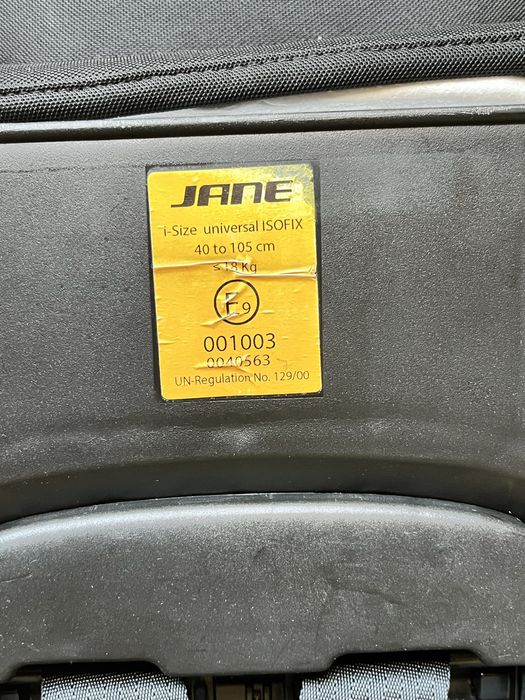 JANE
i-Size universal ISOFIX
40 to 105 cm
≤18 Kg
E9
001003
0040563
UN-Regulation No. 129/00